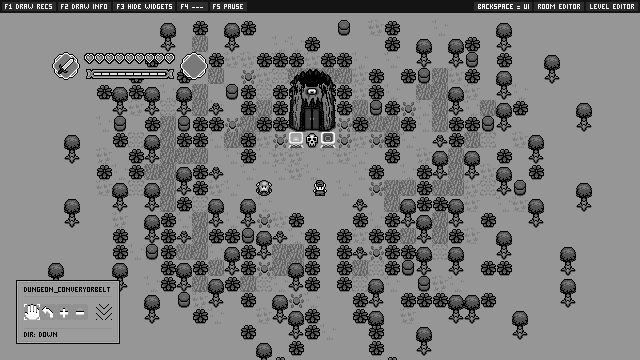 F1 DRAW RECS F2 DRAW INFO F3 HIDE WIDGETS F4 --- F5 PAUSE BACKSPACE = UI ROOM EDITOR LEVEL EDITOR
DUNGEON_CONVERYORBELT
DIR: DOWN